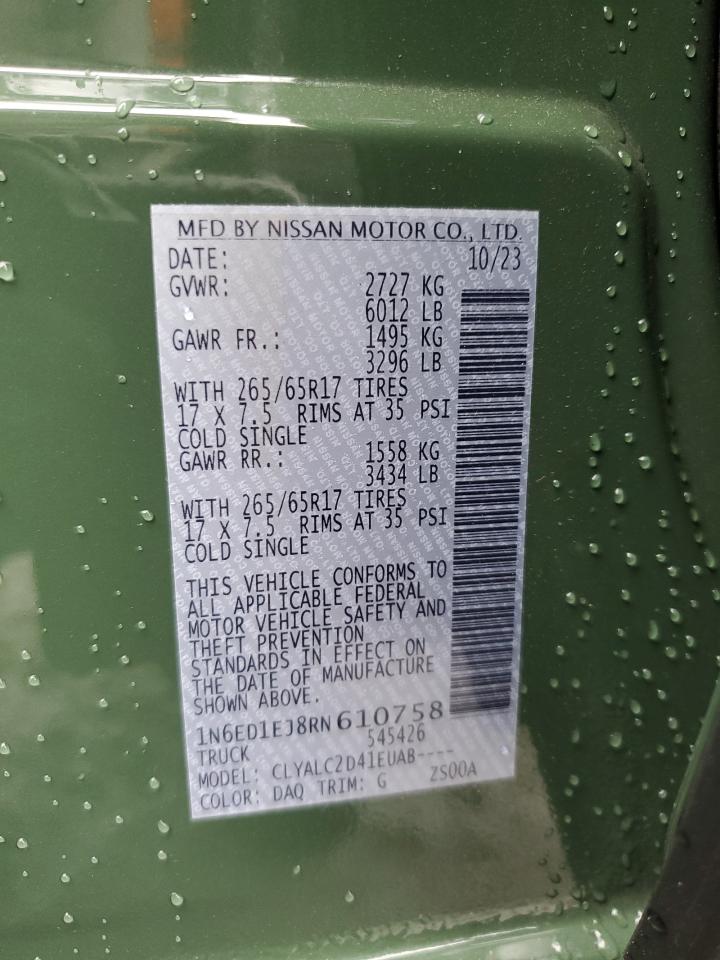 MFD BY NISSAN MOTOR CO., LTD.
DATE: 10/23
GVWR: 2727 KG
6012 LB
GAWR FR.: 1495 KG
3296 LB
WITH 265/65R17 TIRES
17 X 7.5 RIMS AT 35 PSI
COLD SINGLE
GAWR RR.: 1558 KG
3434 LB
WITH 265/65R17 TIRES
17 X 7.5 RIMS AT 35 PSI
COLD SINGLE
THIS VEHICLE CONFORMS TO
ALL APPLICABLE FEDERAL
MOTOR VEHICLE SAFETY AND
THEFT PREVENTION
STANDARDS IN EFFECT ON
THE DATE OF MANUFACTURE
SHOWN ABOVE.
1N6ED1EJ8RN610758
TRUCK 545426
MODEL: CLYALC2D41EUAB----
COLOR: DAQ TRIM: G ZS00A